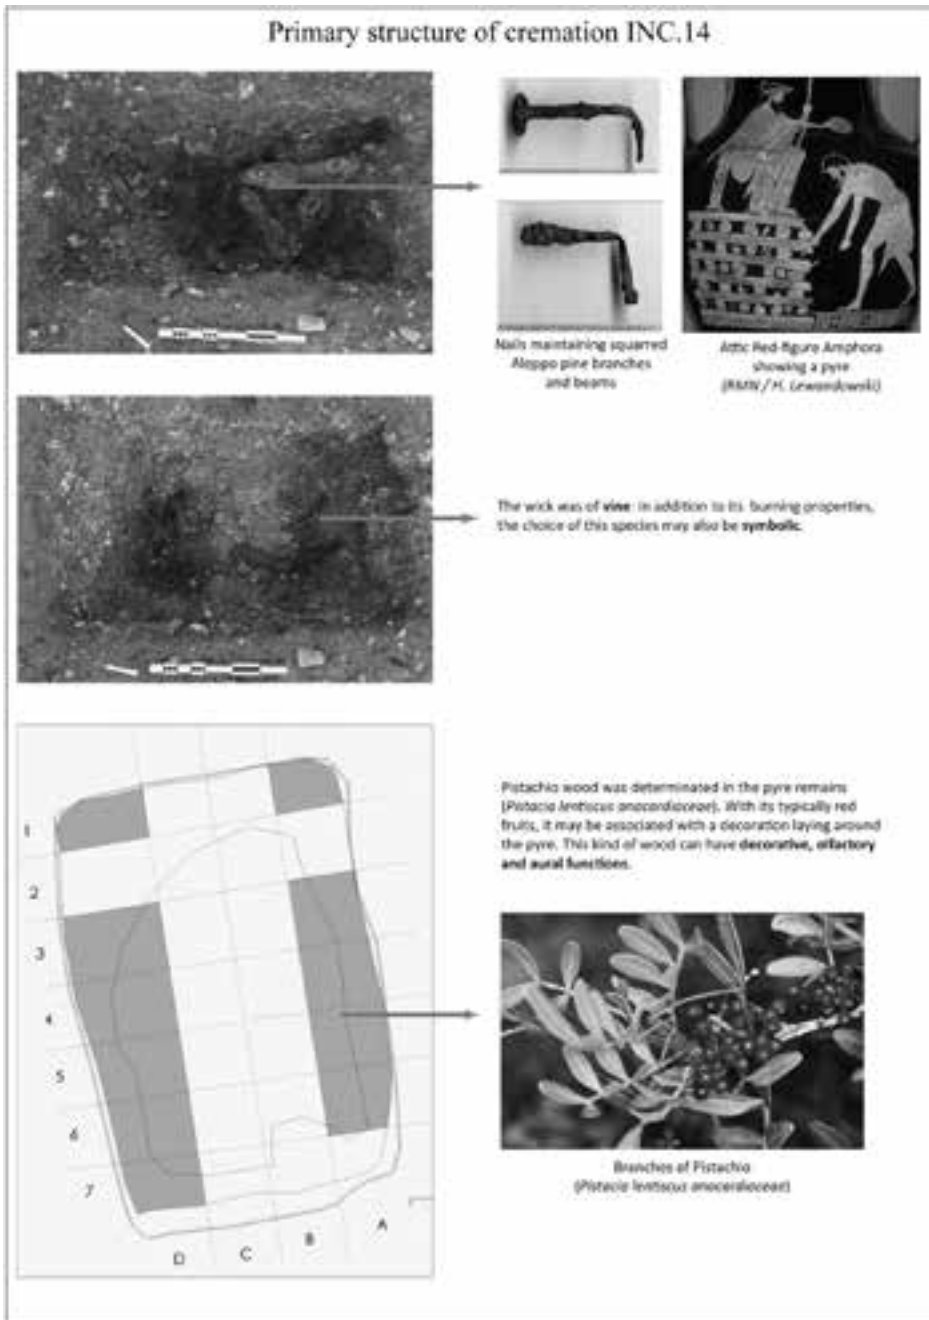 Primary structure of cremation INC.14
Nails maintaining squarred
Aleppo pine branches
and beams
Attic Red-figure Amphora
showing a pyre
(RMN / H. Lewandowski)
The wick was of vine: in addition to its burning properties,
the choice of this species may also be symbolic.
Pistachio wood was determinated in the pyre remains
(Pistacia lentiscus anacardiaceae). With its typically red
fruits, it may be associated with a decoration laying around
the pyre. This kind of wood can have decorative, olfactory
and aural functions.
1
2
3
4
5
6
7
D
C
B
A
Branches of Pistachio
(Pistacia lentiscus anacardiaceae)